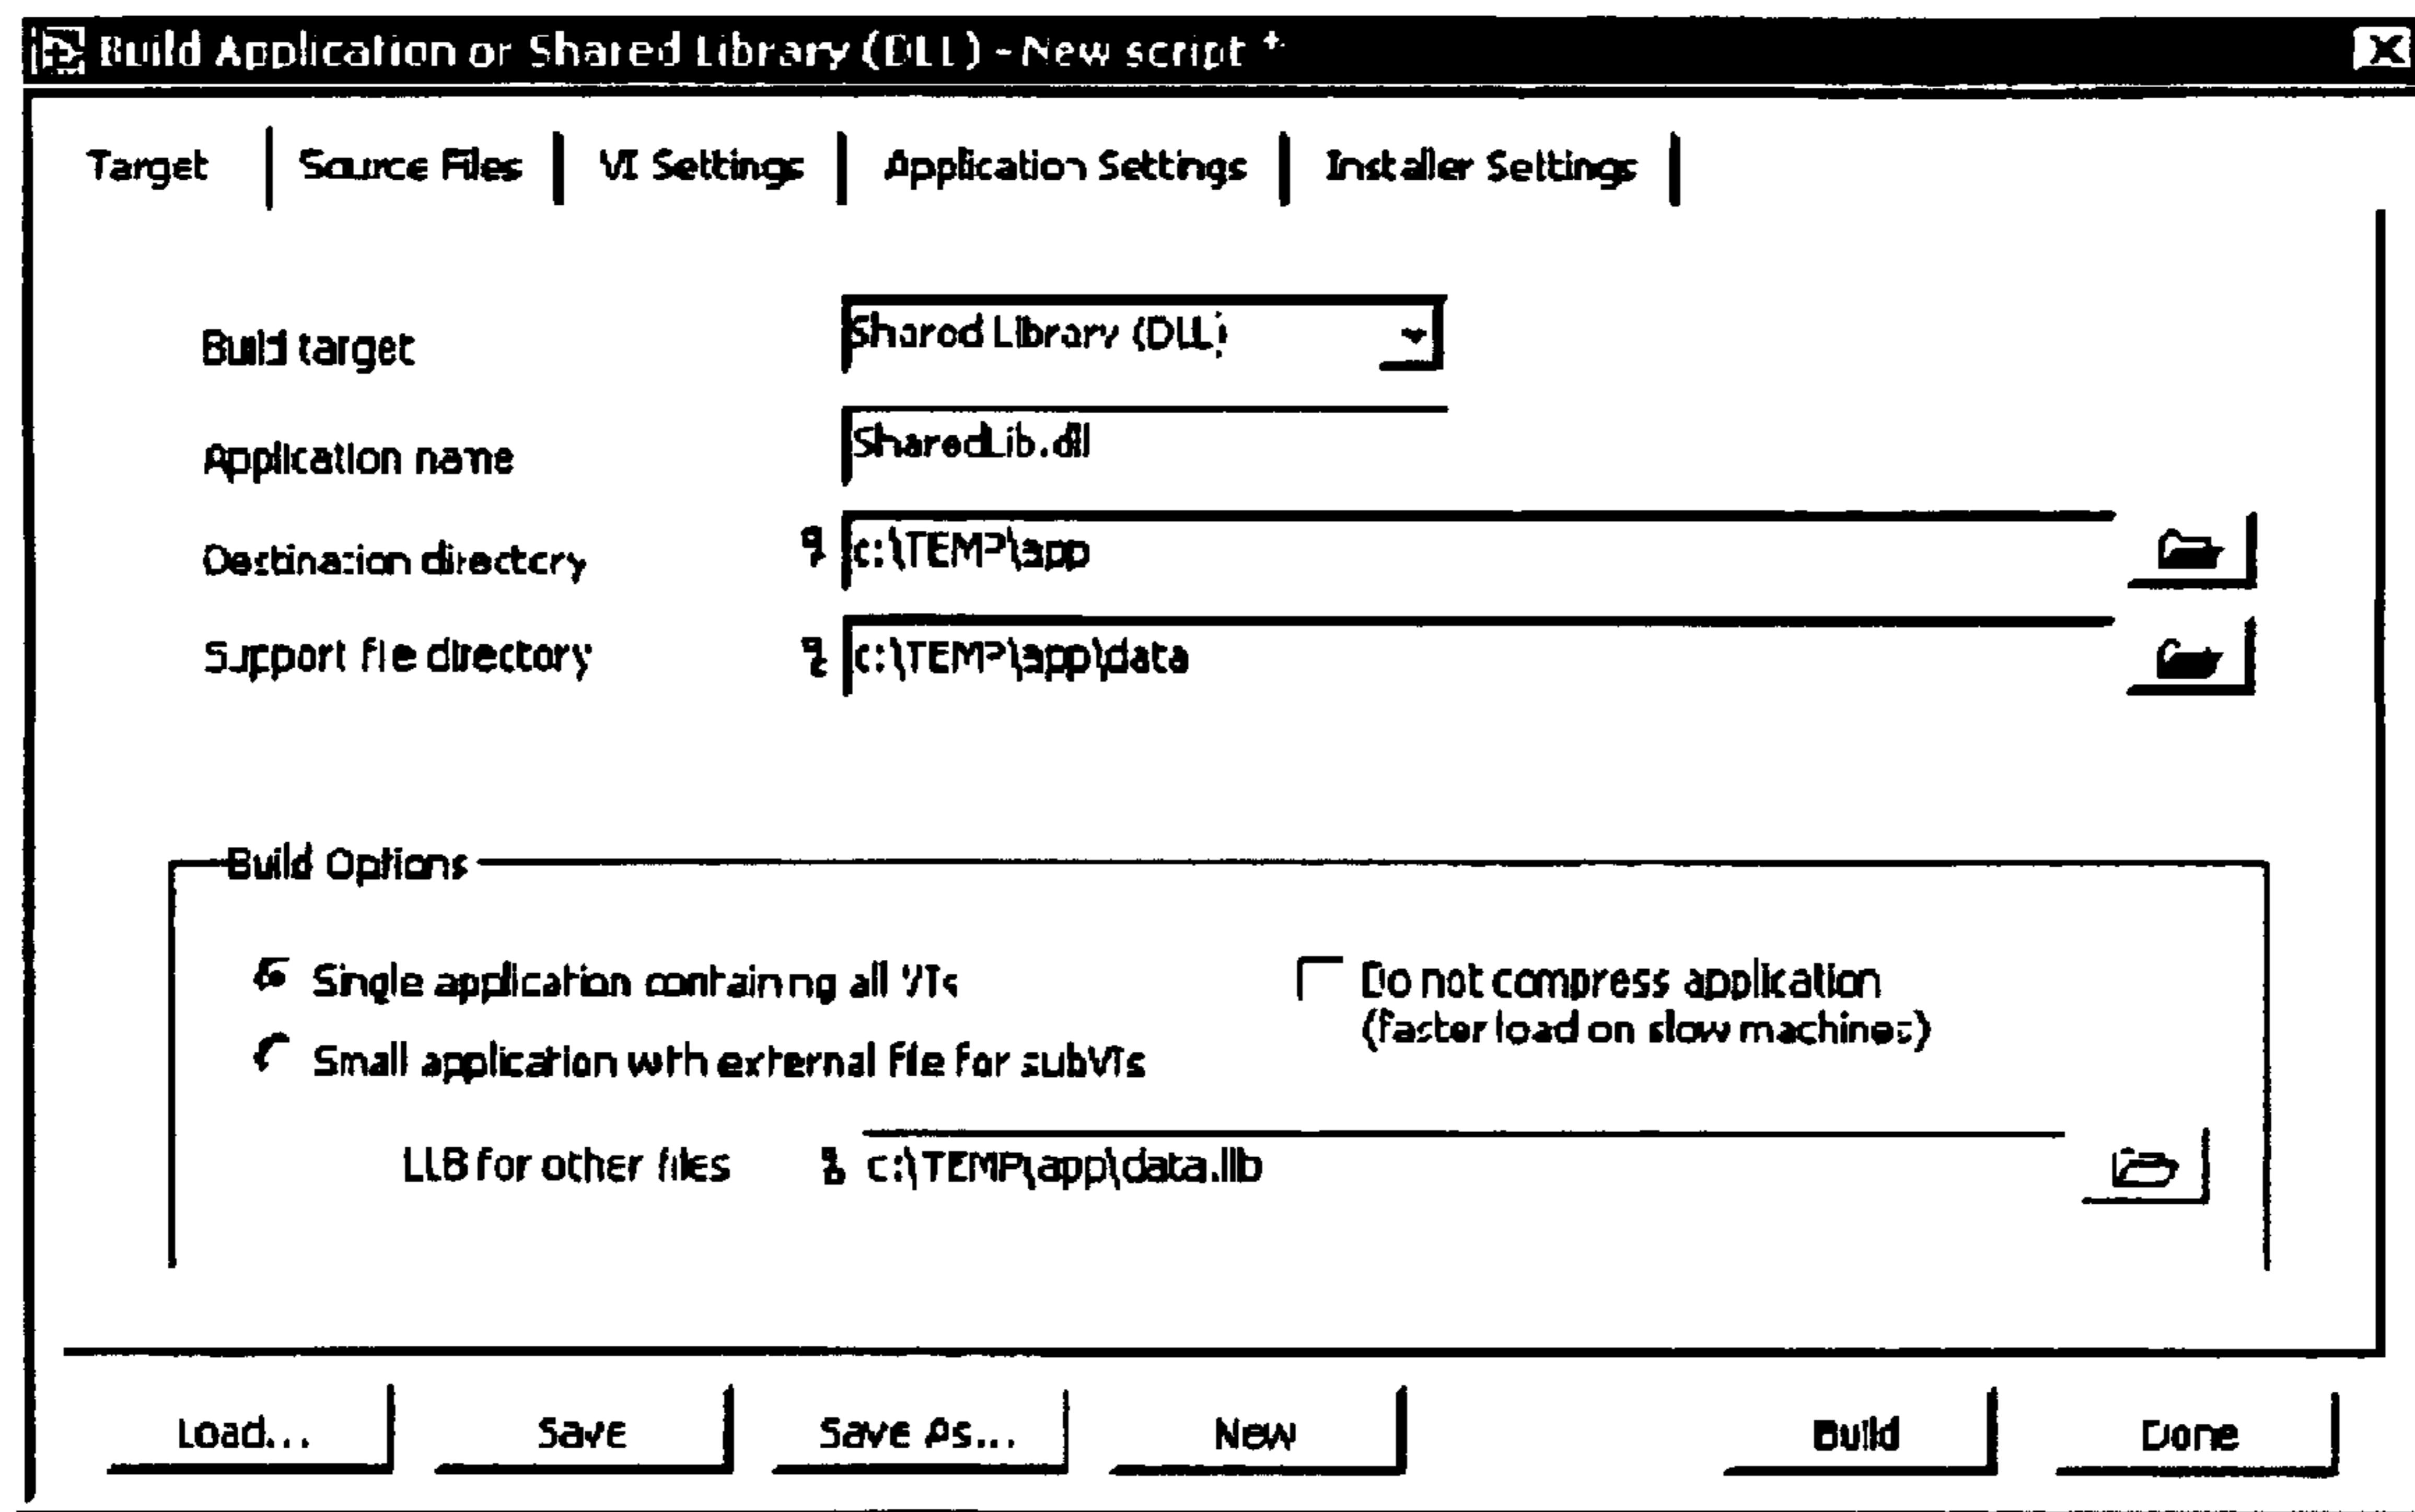 Build Application or Shared Library (DLL) - New script *
Target Source Files VI Settings Application Settings Installer Settings
Build target Shared Library (DLL)
Application name SharedLib.dll
Destination directory c:\TEMP\app
Support file directory c:\TEMP\app\data
Build Options
Single application containing all VIs
Do not compress application
(faster load on slow machines)
Small application with external file for subVIs
LLB for other files c:\TEMP\app\data.llb
Load... Save Save As... New Build Done